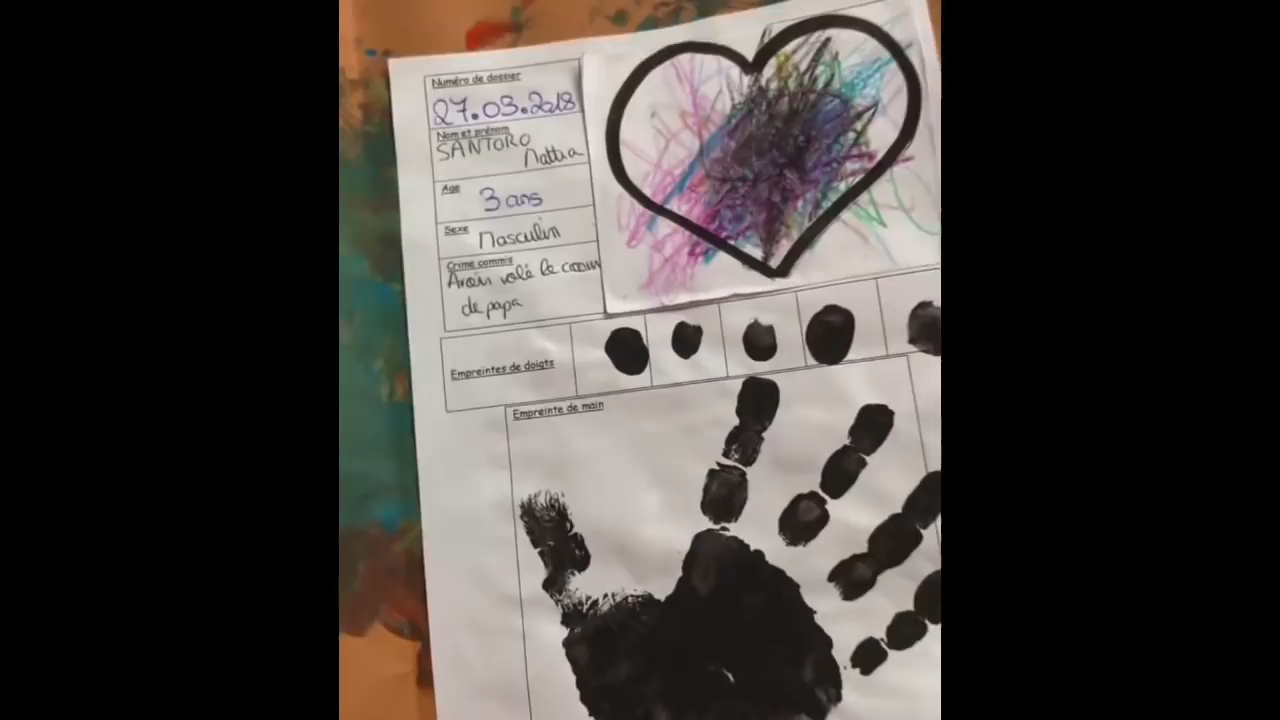 Numéro de dossier
27.03.2018
Nom et prénom
SANTORO
Mattia
Age
3 ans
Sexe
Masculin
Crime commis
Avoir volé le coeur
de papa
Empreintes de doigts
Empreinte de main